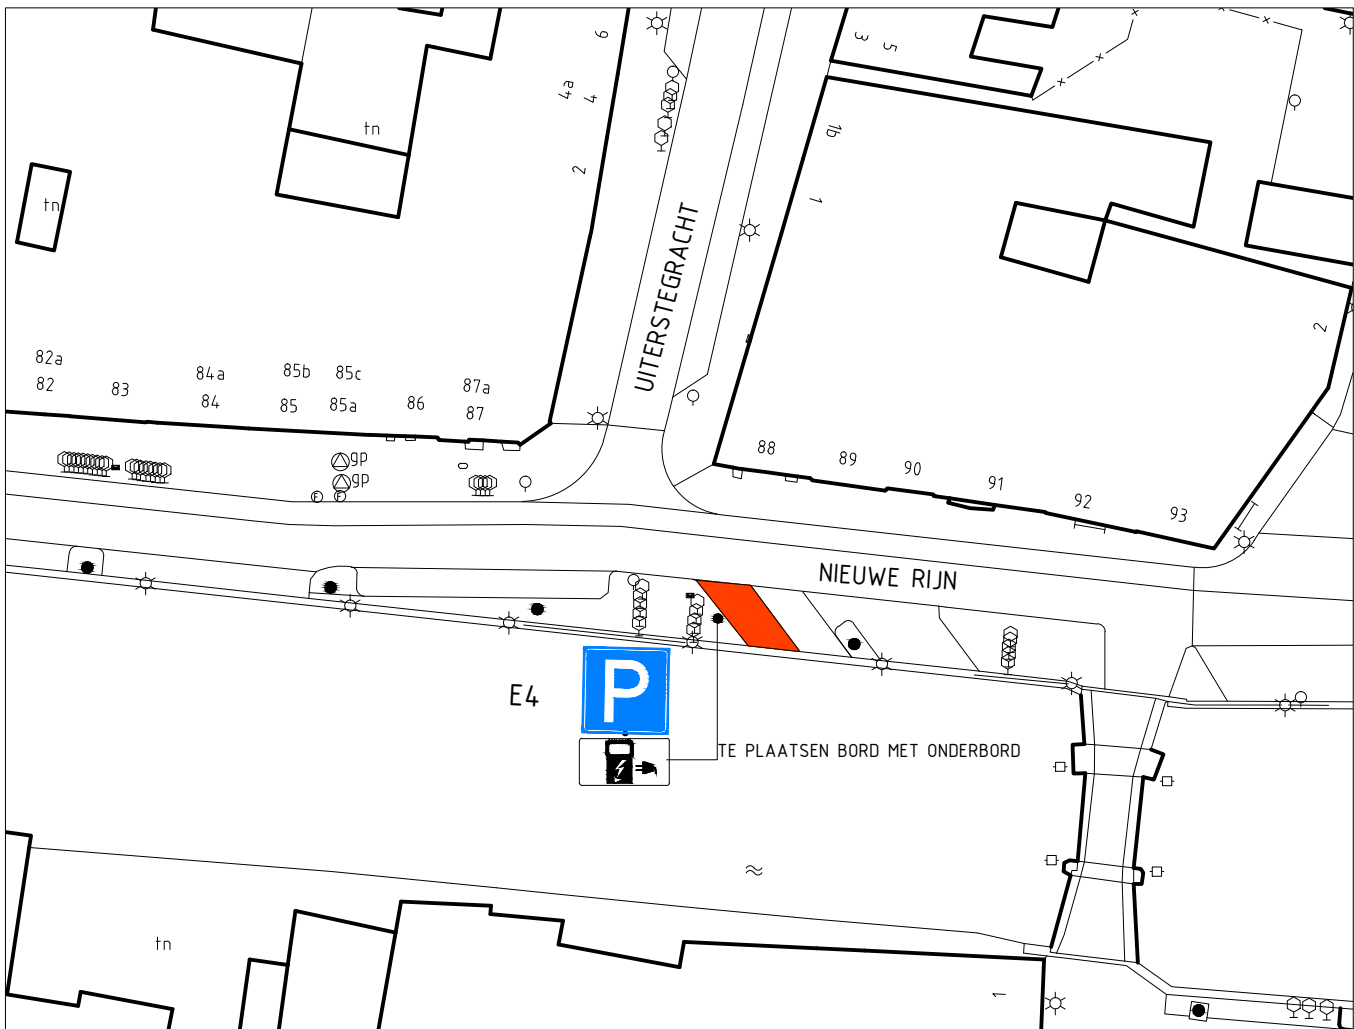 6
3
5
4a
4
tn
1b
2
tn
1
UITERSTEGRACHT
2
82a
84a
85b
85c
87a
82
83
84
85
85a
86
87
88
89
90
91
92
93
gp
gp
F
F
NIEUWE RIJN
E4
P
TE PLAATSEN BORD MET ONDERBORD
tn
1